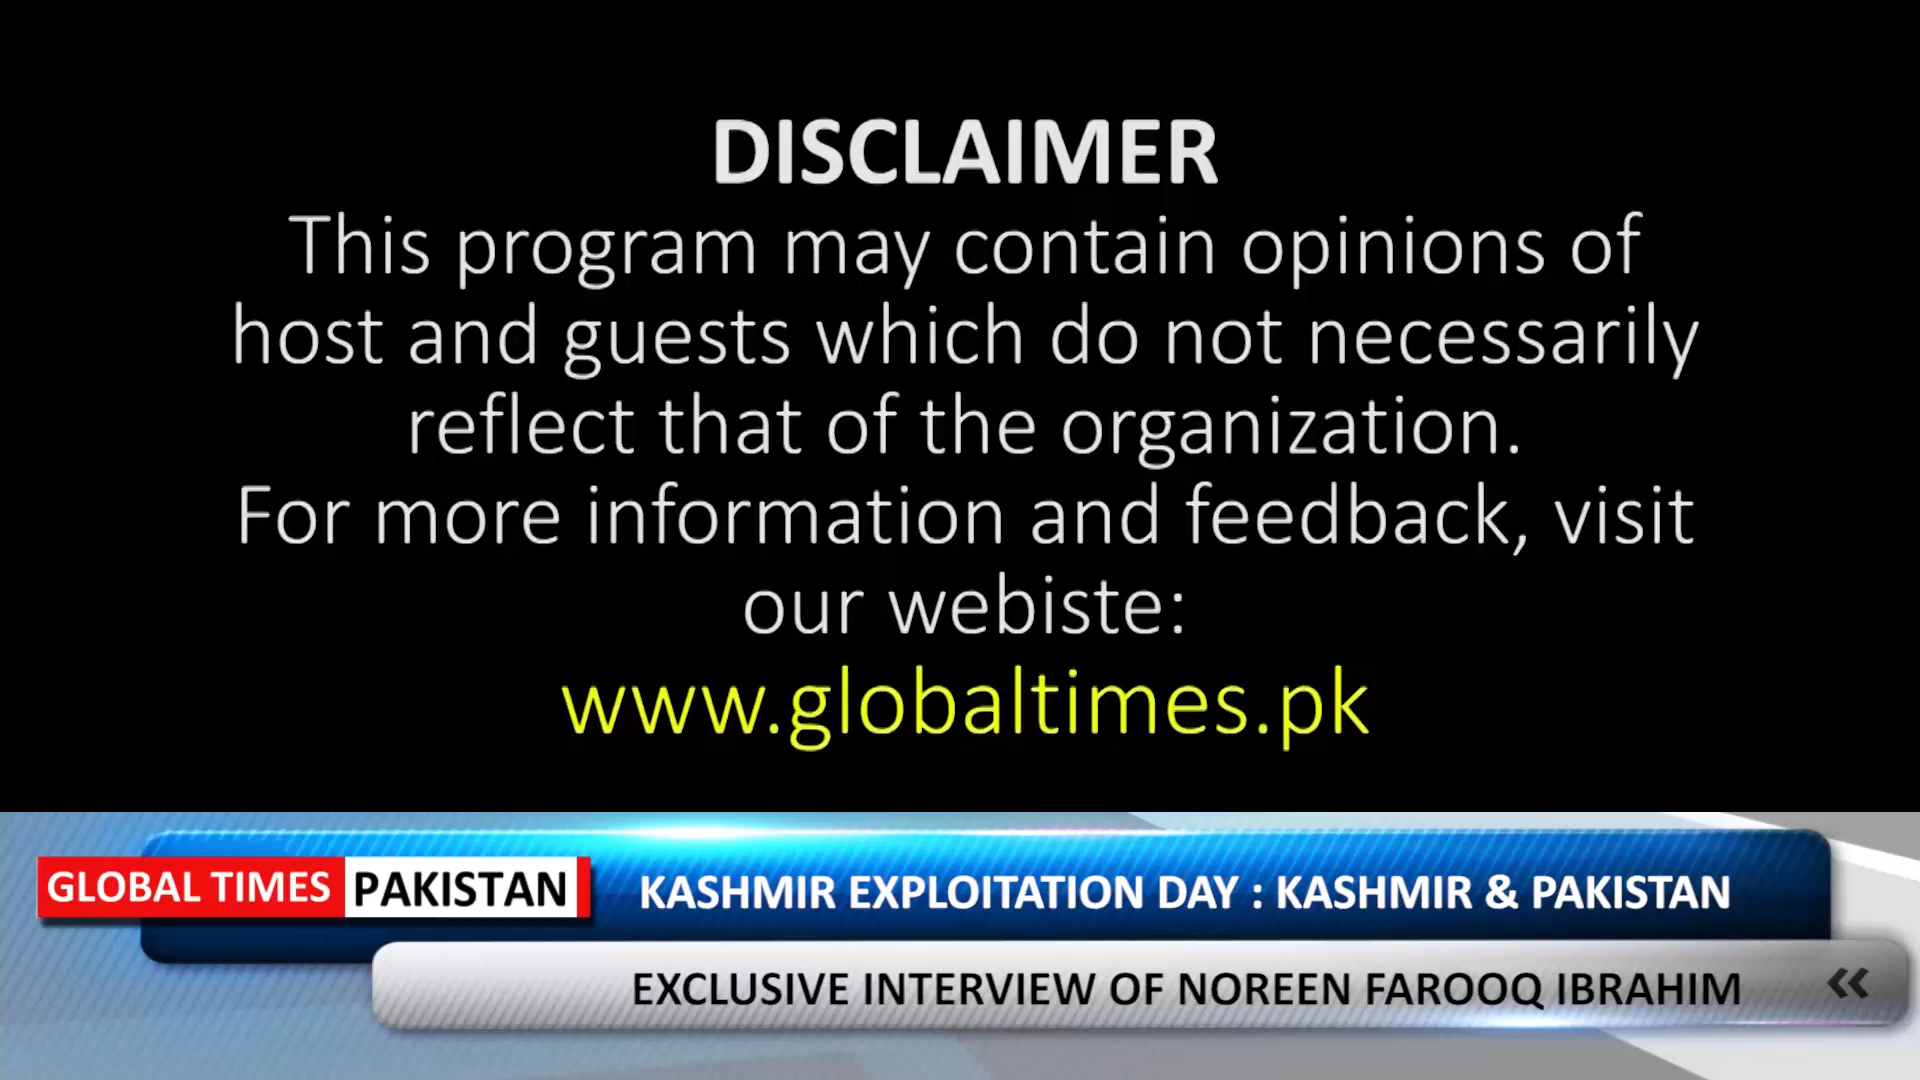 DISCLAIMER
This program may contain opinions of
host and guests which do not necessarily
reflect that of the organization.
For more information and feedback, visit
our webiste:
www.globaltimes.pk
GLOBAL TIMES PAKISTAN
KASHMIR EXPLOITATION DAY : KASHMIR & PAKISTAN
EXCLUSIVE INTERVIEW OF NOREEN FAROOQ IBRAHIM